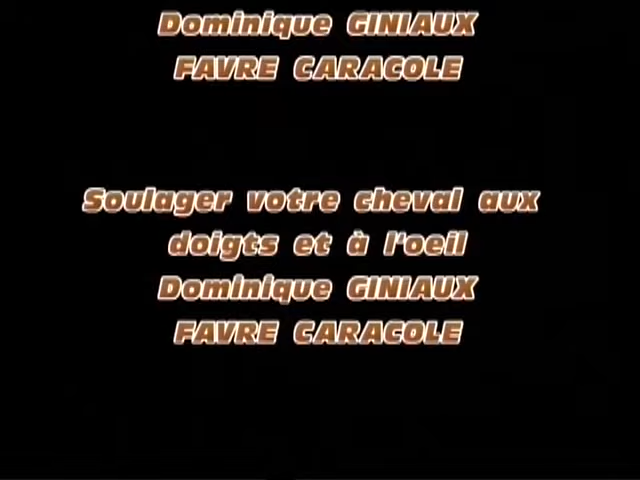 Dominique GINIAUX
FAVRE CARACOLE
Soulager votre cheval aux
doigts et à l'oeil
Dominique GINIAUX
FAVRE CARACOLE